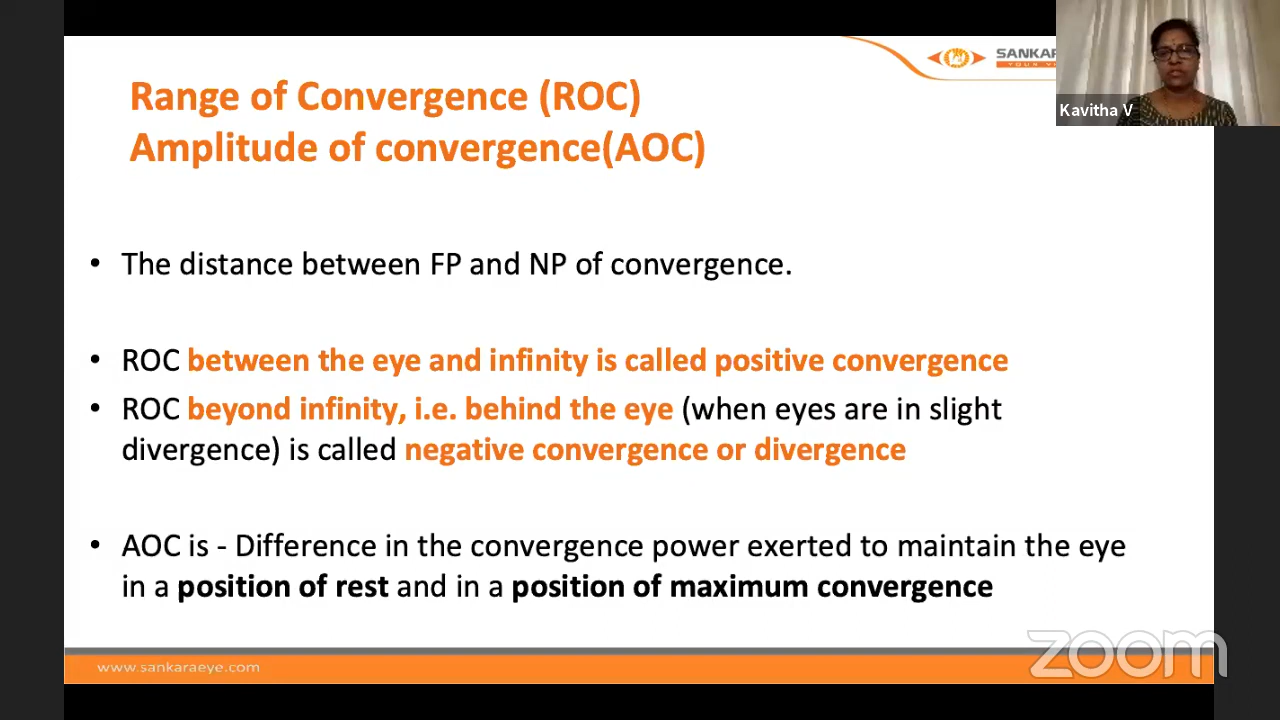 Range of Convergence (ROC)
Amplitude of convergence(AOC)
SANKARA
Kavitha V
• The distance between FP and NP of convergence.
• ROC between the eye and infinity is called positive convergence
• ROC beyond infinity, i.e. behind the eye (when eyes are in slight
divergence) is called negative convergence or divergence
• AOC is - Difference in the convergence power exerted to maintain the eye
in a position of rest and in a position of maximum convergence
zoom
www.sankaraeye.com